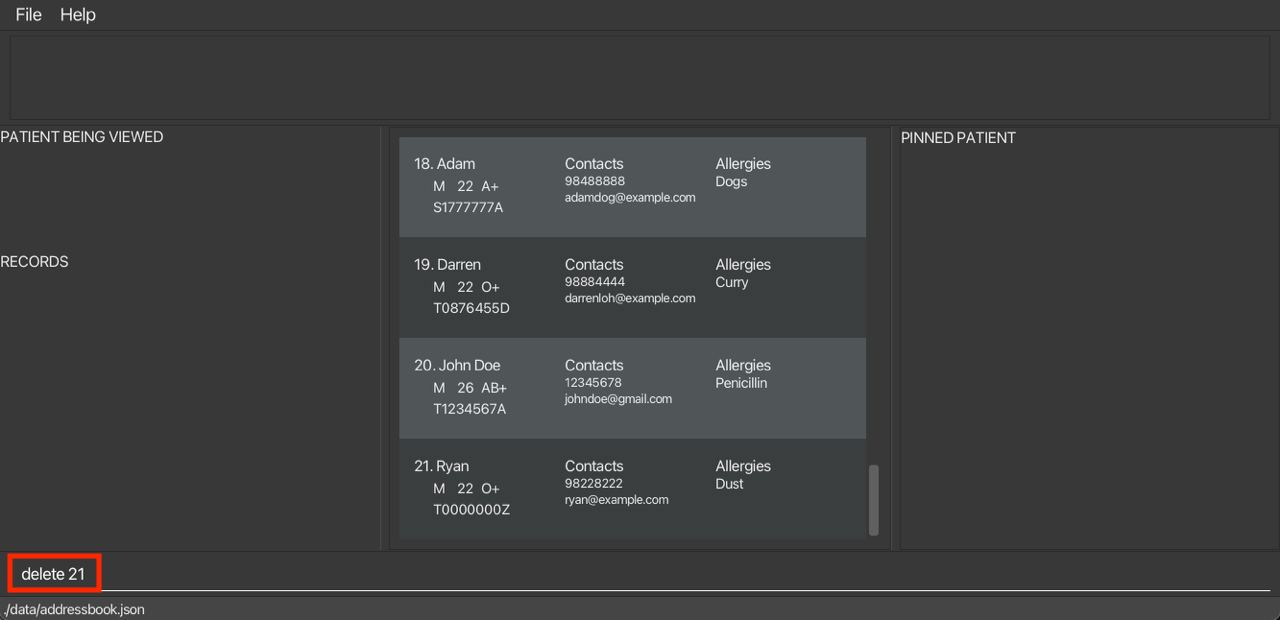 File Help
PATIENT BEING VIEWED
RECORDS
18. Adam
M 22 A+
S1777777A
Contacts
98488888
adamdog@example.com
Allergies
Dogs
19. Darren
M 22 O+
T0876455D
Contacts
98884444
darrenloh@example.com
Allergies
Curry
20. John Doe
M 26 AB+
T1234567A
Contacts
12345678
johndoe@gmail.com
Allergies
Penicillin
21. Ryan
M 22 O+
T0000000Z
Contacts
98228222
ryan@example.com
Allergies
Dust
PINNED PATIENT
delete 21
./data/addressbook.json